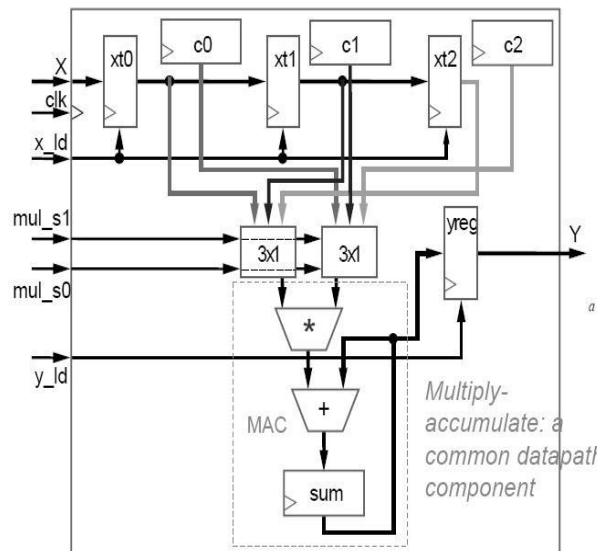 c0
c1
c2
xt0
xt1
xt2
X
clk
x_ld
mul_s1
3x1
3x1
yreg
Y
mul_s0
a
*
y_ld
+
MAC
Multiply-
accumulate: a
common datapath
component
sum